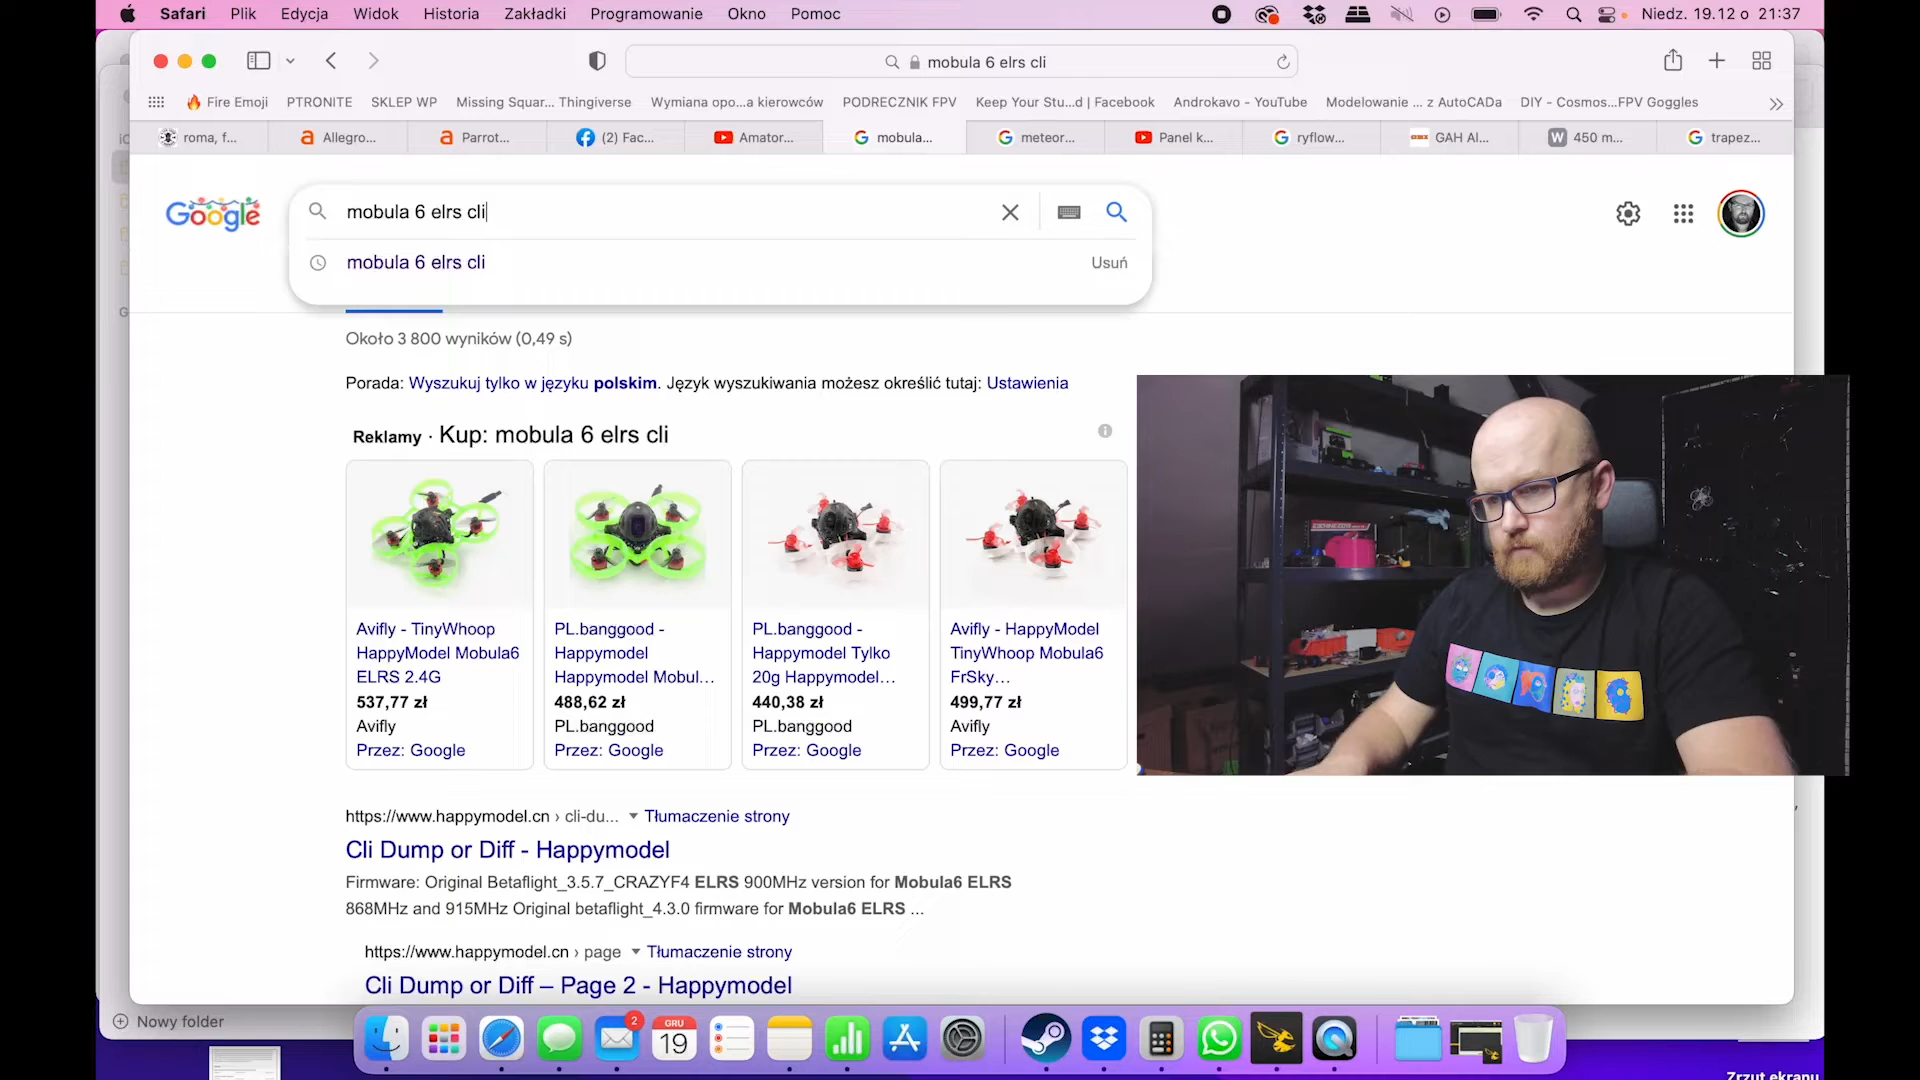 Safari Plik Edycja Widok Historia Zakładki Programowanie Okno Pomoc Niedz. 19.12 o 21:37
mobula 6 elrs cli
Fire Emoji PTRONITE SKLEP WP Missing Squar... Thingiverse Wymiana opo...a kierowców PODRECZNIK FPV Keep Your Stu...d | Facebook Androkavo - YouTube Modelowanie ... z AutoCADa DIY - Cosmos...FPV Goggles
roma, f... Allegro... Parrot... (2) Fac... Amator... mobula... meteor... Panel k... ryflow... GAH Al... W 450 m... trapez...
Google
mobula 6 elrs cli
mobula 6 elrs cli Usuń
Około 3 800 wyników (0,49 s)
Porada: Wyszukuj tylko w języku polskim. Język wyszukiwania możesz określić tutaj: Ustawienia
Reklamy · Kup: mobula 6 elrs cli
Avifly - TinyWhoop
HappyModel Mobula6
ELRS 2.4G
537,77 zł
Avifly
Przez: Google
PL.banggood -
Happymodel
Happymodel Mobul...
488,62 zł
PL.banggood
Przez: Google
PL.banggood -
Happymodel Tylko
20g Happymodel...
440,38 zł
PL.banggood
Przez: Google
Avifly - HappyModel
TinyWhoop Mobula6
FrSky...
499,77 zł
Avifly
Przez: Google
https://www.happymodel.cn › cli-du... Tłumaczenie strony
Cli Dump or Diff - Happymodel
Firmware: Original Betaflight_3.5.7_CRAZYF4 ELRS 900MHz version for Mobula6 ELRS
868MHz and 915MHz Original betaflight_4.3.0 firmware for Mobula6 ELRS ...
https://www.happymodel.cn › page Tłumaczenie strony
Cli Dump or Diff – Page 2 - Happymodel
Nowy folder
2
GRU
19
Zrzut ekranu